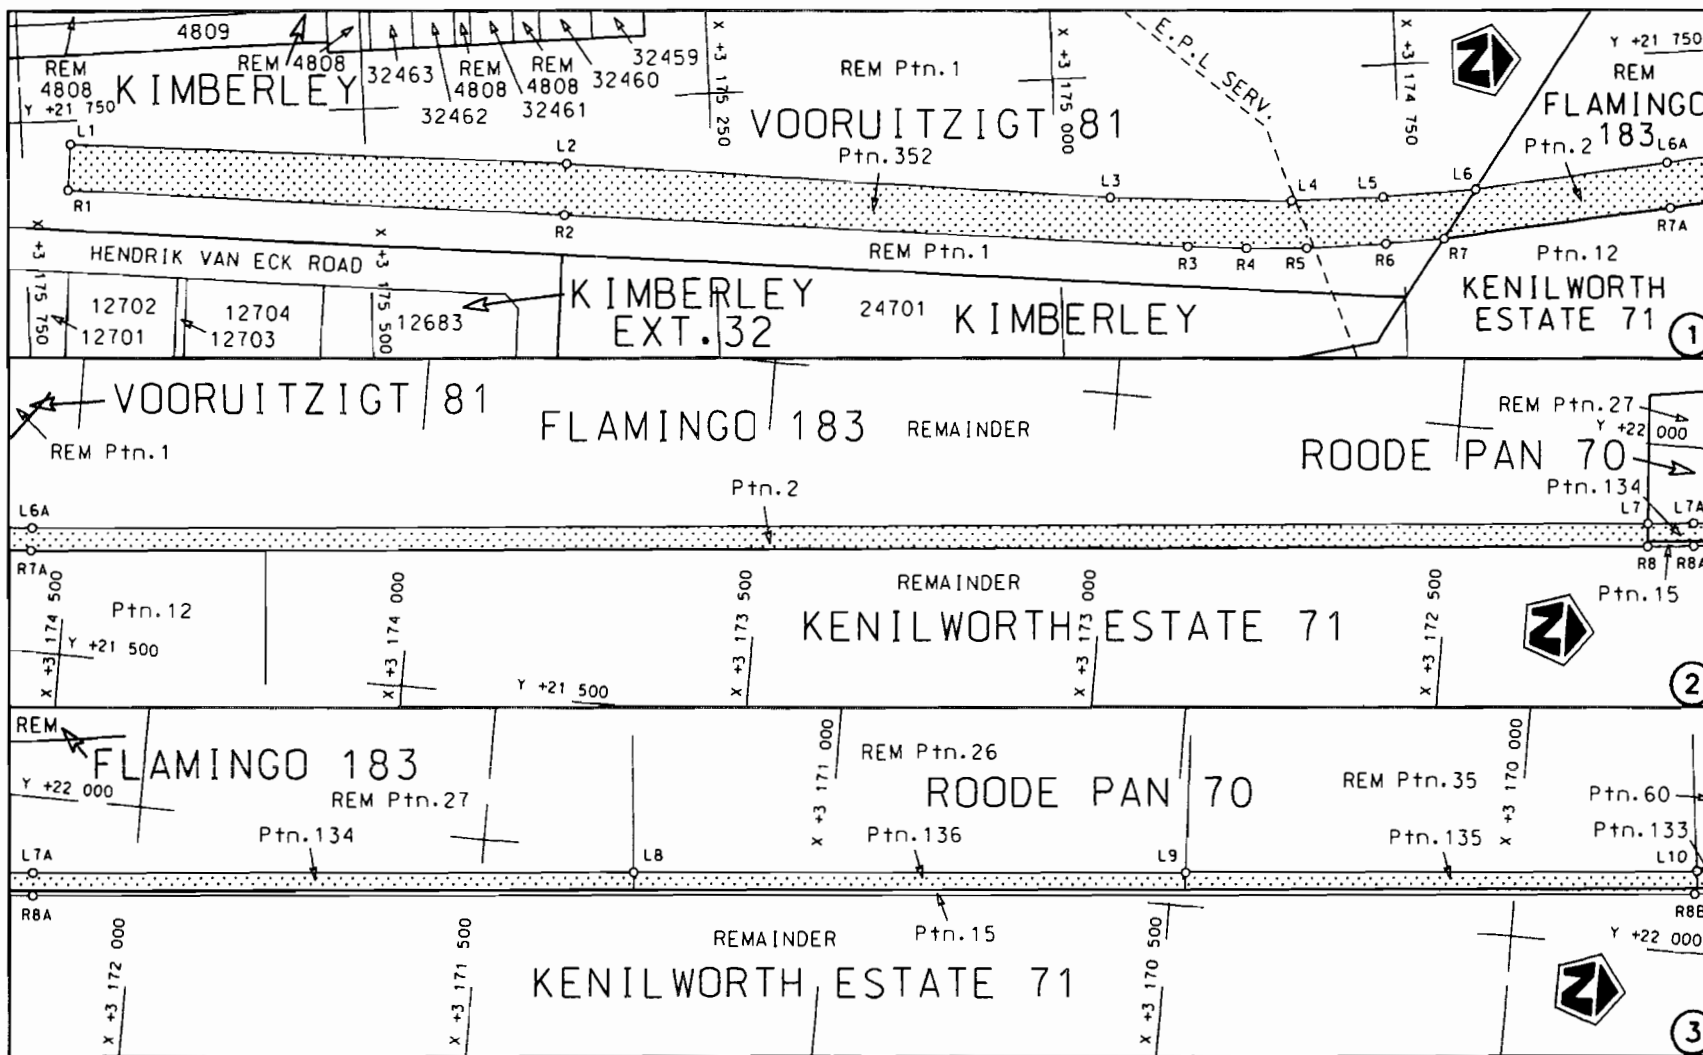 4809
REM
4808
REM 4808
32463
32462
REM
4808
REM
4808
32461
32460
32459
KIMBERLEY
Y +21 750
X +3 175 250
REM Ptn.1
X +3 175 000
E.P.L SERV.
X +3 174 750
N
Y +21 750
REM
FLAMINGO
183
VOORUITZIGT 81
Ptn.352
Ptn.2
L1
L2
L3
L4
L5
L6
L6A
R1
R2
R3
R4
R5
R6
R7
R7A
REM Ptn.1
Ptn.12
KENILWORTH
ESTATE 71
HENDRIK VAN ECK ROAD
X +3 175 750
X +3 175 500
12702
12701
12704
12703
12683
KIMBERLEY
EXT.32
24701
KIMBERLEY
1
VOORUITZIGT 81
REM Ptn.1
FLAMINGO 183
REMAINDER
REM Ptn.27
Y +22 000
ROODE PAN 70
Ptn.134
Ptn.2
L6A
L7
L7A
R7A
R8
R8A
Ptn.15
X +3 174 500
Ptn.12
Y +21 500
X +3 174 000
Y +21 500
X +3 173 500
REMAINDER
KENILWORTH ESTATE 71
X +3 173 000
X +3 172 500
N
2
REM
FLAMINGO 183
Y +22 000
REM Ptn.27
Ptn.134
X +3 171 000
REM Ptn.26
ROODE PAN 70
Ptn.136
REM Ptn.35
Ptn.135
X +3 170 000
Ptn.60
Ptn.133
L7A
L8
L9
L10
R8A
R8B
X +3 172 000
X +3 171 500
REMAINDER
Ptn.15
KENILWORTH ESTATE 71
X +3 170 500
Y +22 000
N
3